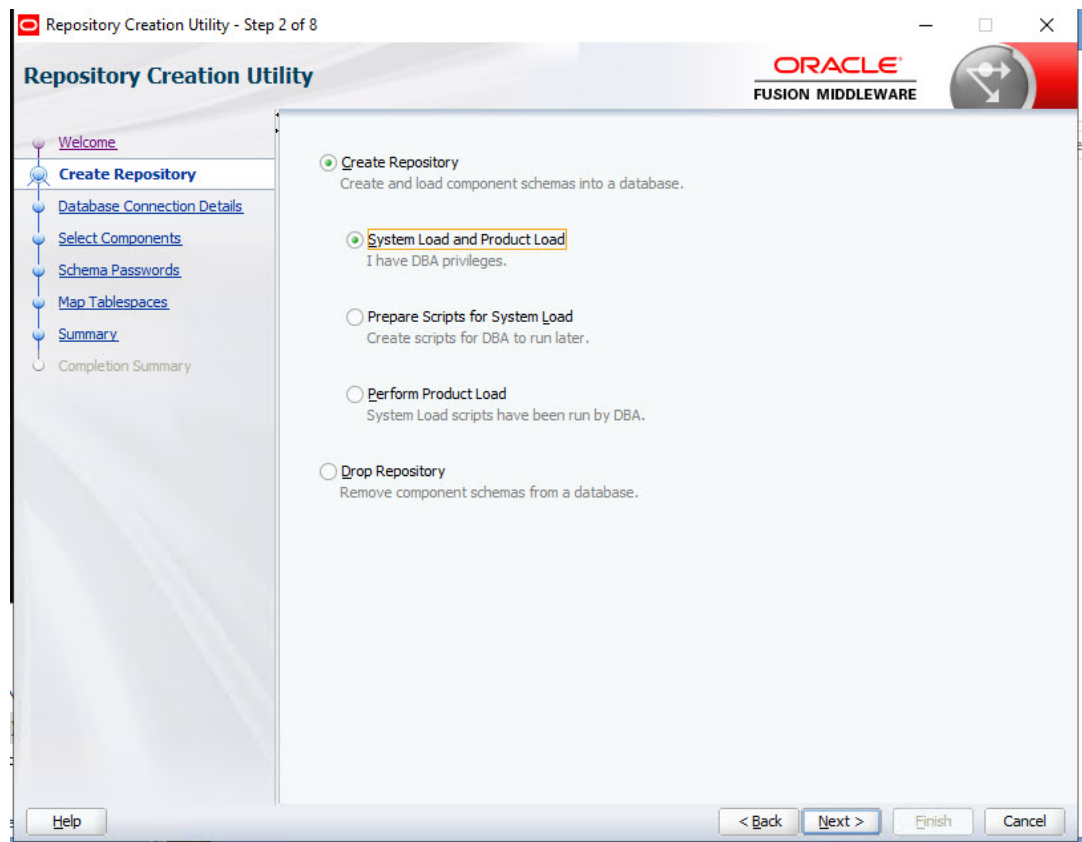 Repository Creation Utility - Step 2 of 8
Repository Creation Utility
ORACLE
FUSION MIDDLEWARE
Welcome
Create Repository
Database Connection Details
Select Components
Schema Passwords
Map Tablespaces
Summary
Completion Summary
Create Repository
Create and load component schemas into a database.
System Load and Product Load
I have DBA privileges.
Prepare Scripts for System Load
Create scripts for DBA to run later.
Perform Product Load
System Load scripts have been run by DBA.
Drop Repository
Remove component schemas from a database.
Help
< Back
Next >
Finish
Cancel